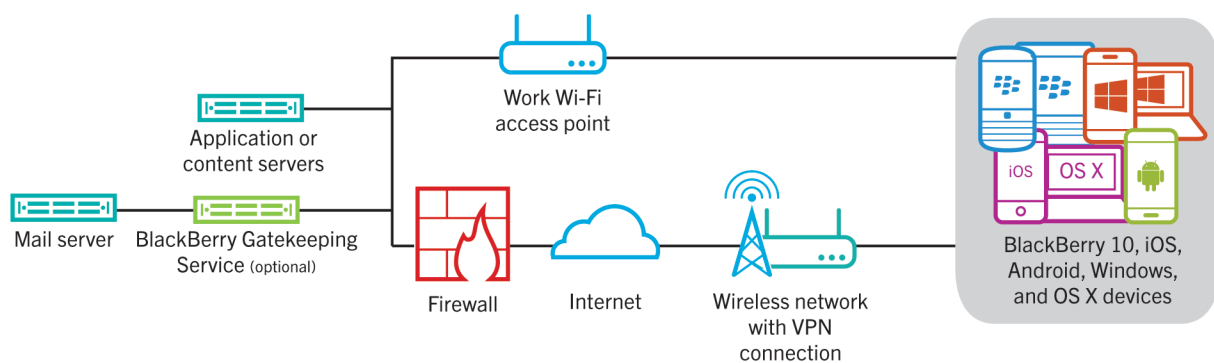 Work Wi-Fi
access point
Application or
content servers
Mail server
BlackBerry Gatekeeping
Service (optional)
Firewall
Internet
Wireless network
with VPN
connection
iOS
OS X
BlackBerry 10, iOS,
Android, Windows,
and OS X devices